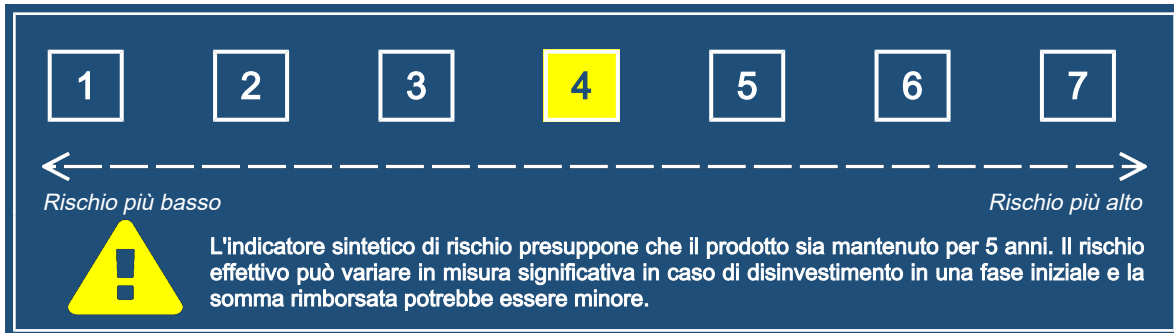 1 2 3 4 5 6 7
Rischio più basso Rischio più alto
L'indicatore sintetico di rischio presuppone che il prodotto sia mantenuto per 5 anni. Il rischio
effettivo può variare in misura significativa in caso di disinvestimento in una fase iniziale e la
somma rimborsata potrebbe essere minore.